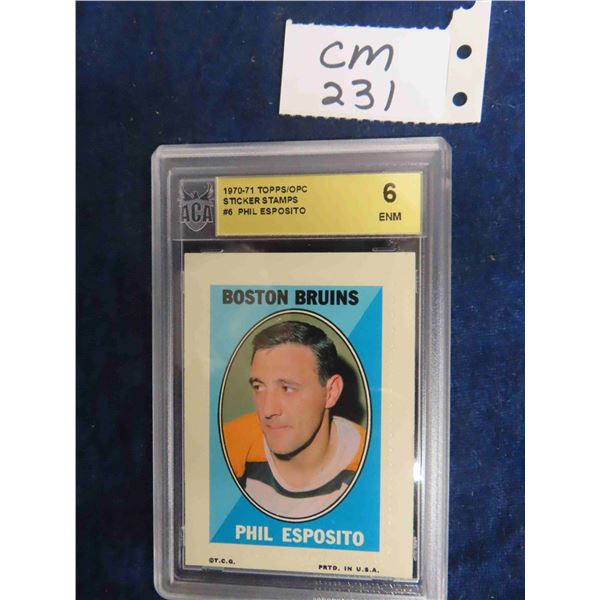 CM
231
ACA
1970-71 TOPPS/OPC
STICKER STAMPS
#6 PHIL ESPOSITO
6
ENM
BOSTON BRUINS
PHIL ESPOSITO
©T.C.G. PRTD. IN U.S.A.